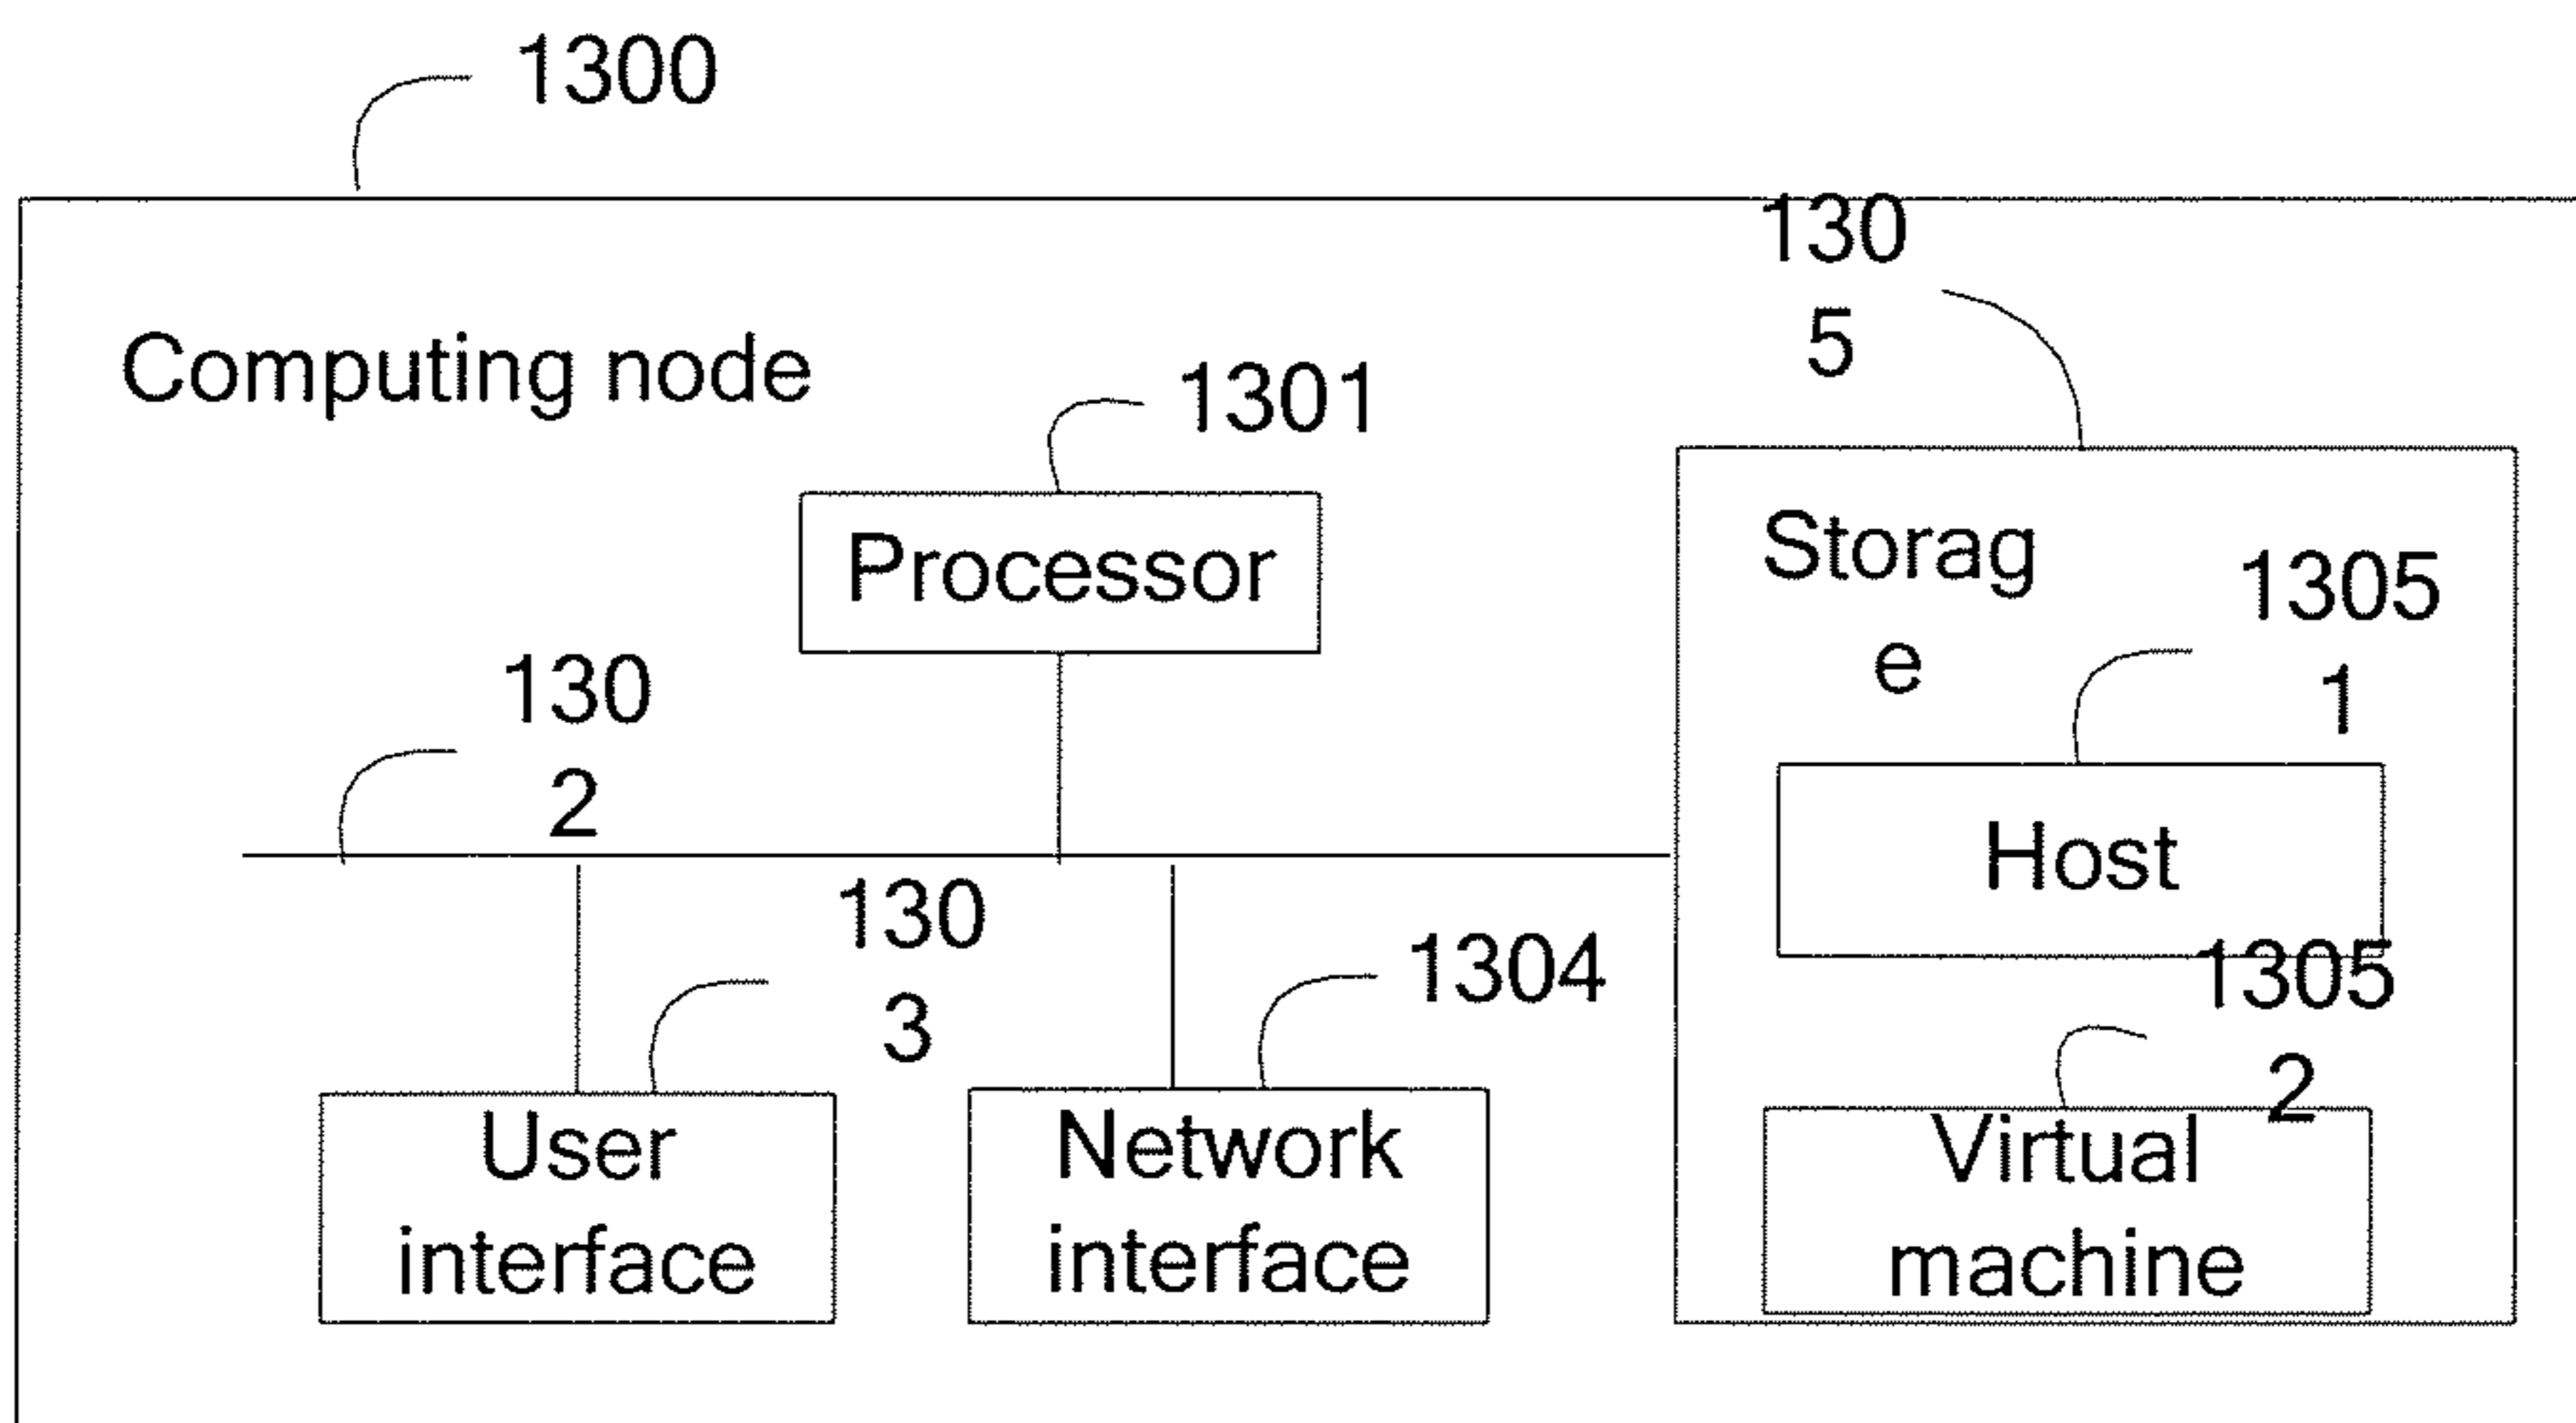 1300
130
5
Computing node
1301
Processor
Storag
e
1305
1
130
2
Host
130
3
1304
1305
2
User
interface
Network
interface
Virtual
machine